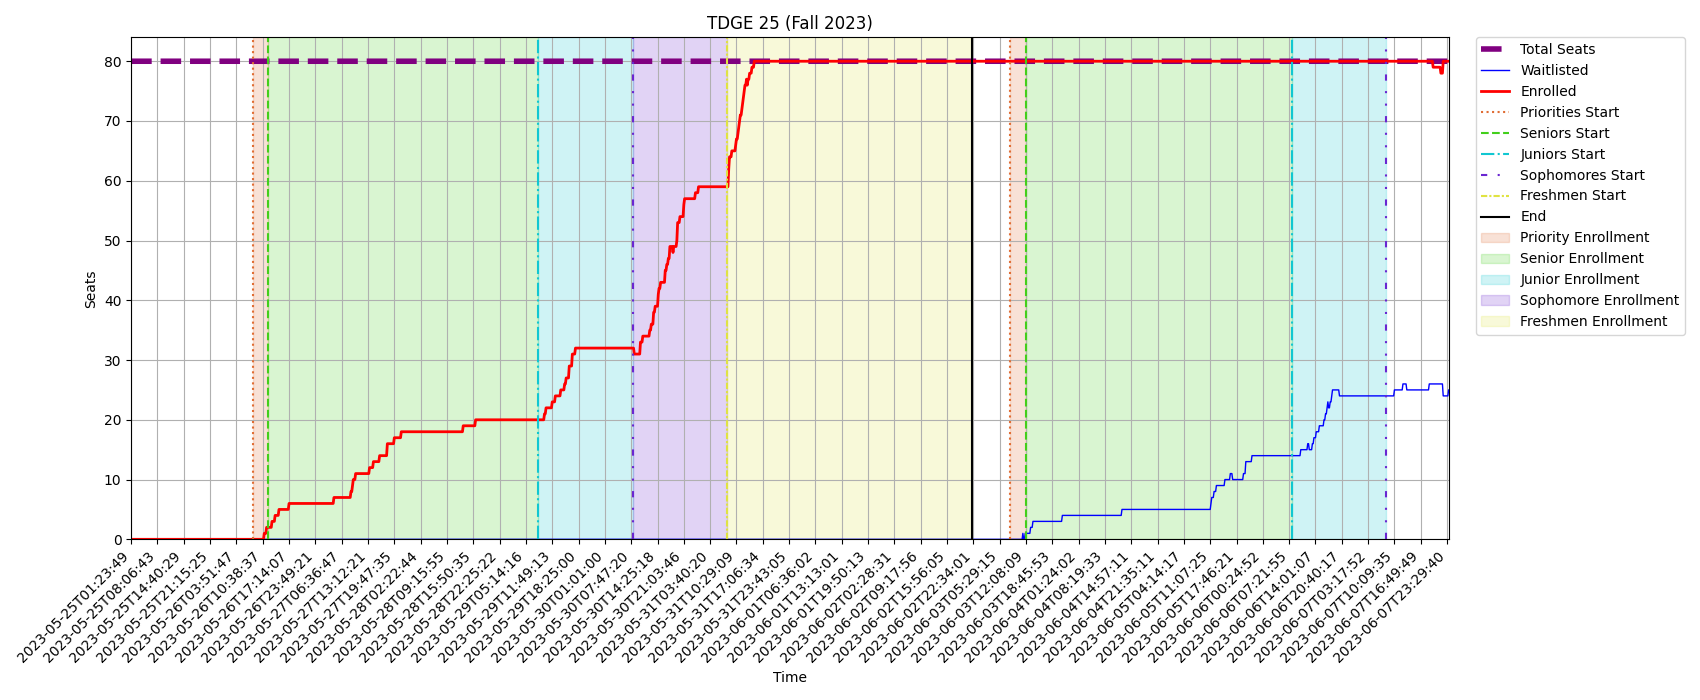 TDGE 25 (Fall 2023)
80
70
60
50
40
30
20
10
0
Seats
2023-05-25T01:23:49
2023-05-25T08:06:43
2023-05-25T14:40:29
2023-05-25T21:15:25
2023-05-26T03:51:47
2023-05-26T10:38:37
2023-05-26T17:14:07
2023-05-26T23:49:21
2023-05-27T06:36:47
2023-05-27T13:12:21
2023-05-27T19:47:35
2023-05-28T02:22:44
2023-05-28T09:15:55
2023-05-28T15:50:35
2023-05-28T22:25:22
2023-05-29T05:14:16
2023-05-29T11:49:13
2023-05-29T18:25:00
2023-05-30T01:01:00
2023-05-30T07:47:20
2023-05-30T14:25:18
2023-05-30T21:03:46
2023-05-31T03:40:20
2023-05-31T10:29:09
2023-05-31T17:06:34
2023-05-31T23:43:05
2023-06-01T06:36:02
2023-06-01T13:13:01
2023-06-01T19:50:13
2023-06-02T02:28:31
2023-06-02T09:17:56
2023-06-02T15:56:05
2023-06-02T22:34:01
2023-06-03T05:29:15
2023-06-03T12:08:09
2023-06-03T18:45:53
2023-06-04T01:24:02
2023-06-04T08:19:33
2023-06-04T14:57:11
2023-06-04T21:35:11
2023-06-05T04:14:17
2023-06-05T11:07:25
2023-06-05T17:46:21
2023-06-06T00:24:52
2023-06-06T07:21:55
2023-06-06T14:01:07
2023-06-06T20:40:17
2023-06-07T03:17:52
2023-06-07T10:09:35
2023-06-07T16:49:49
2023-06-07T23:29:40
Time
Total Seats
Waitlisted
Enrolled
Priorities Start
Seniors Start
Juniors Start
Sophomores Start
Freshmen Start
End
Priority Enrollment
Senior Enrollment
Junior Enrollment
Sophomore Enrollment
Freshmen Enrollment